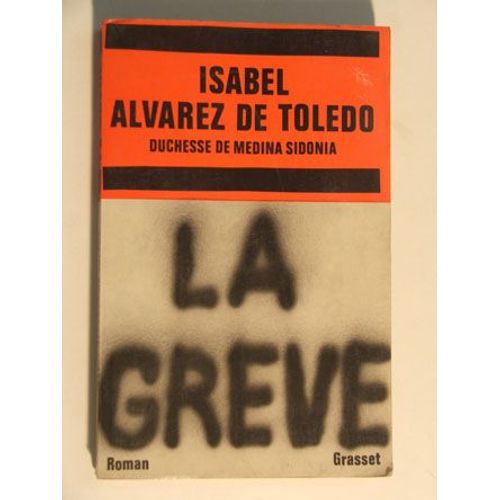 ISABEL
ALVAREZ DE TOLEDO
DUCHESSE DE MEDINA SIDONIA
LA
GREVE
Roman
Grasset